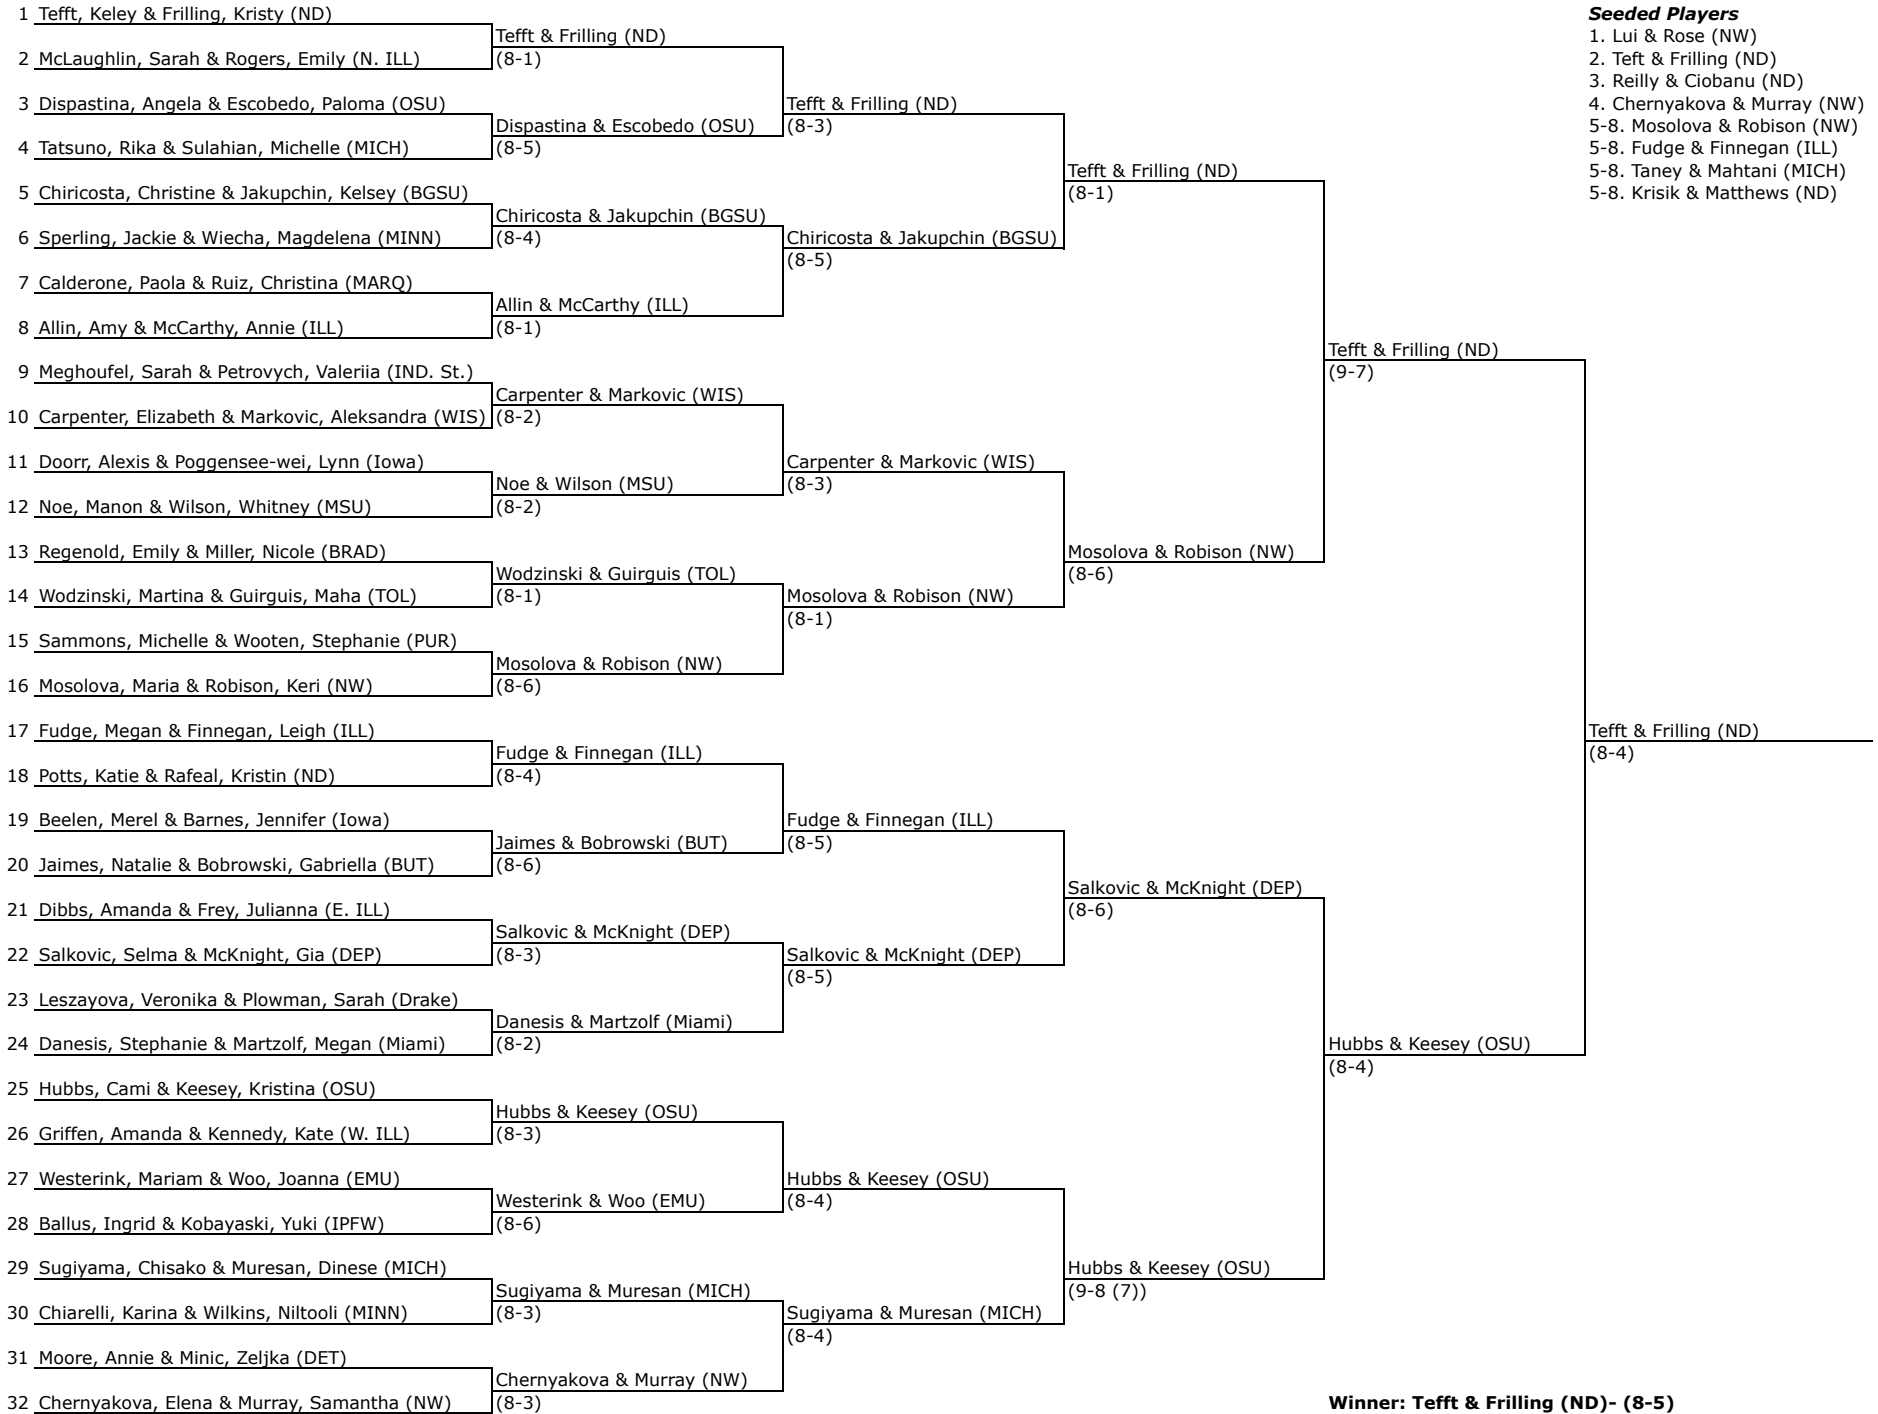 1 Tefft, Keley & Frilling, Kristy (ND)
2 McLaughlin, Sarah & Rogers, Emily (N. ILL)
3 Dispastina, Angela & Escobedo, Paloma (OSU)
4 Tatsuno, Rika & Sulahian, Michelle (MICH)
5 Chiricosta, Christine & Jakupchin, Kelsey (BGSU)
6 Sperling, Jackie & Wiecha, Magdelena (MINN)
7 Calderone, Paola & Ruiz, Christina (MARQ)
8 Allin, Amy & McCarthy, Annie (ILL)
9 Meghoufel, Sarah & Petrovych, Valeriia (IND. St.)
10 Carpenter, Elizabeth & Markovic, Aleksandra (WIS)
11 Doorr, Alexis & Poggensee-wei, Lynn (Iowa)
12 Noe, Manon & Wilson, Whitney (MSU)
13 Regenold, Emily & Miller, Nicole (BRAD)
14 Wodzinski, Martina & Guirguis, Maha (TOL)
15 Sammons, Michelle & Wooten, Stephanie (PUR)
16 Mosolova, Maria & Robison, Keri (NW)
17 Fudge, Megan & Finnegan, Leigh (ILL)
18 Potts, Katie & Rafeal, Kristin (ND)
19 Beelen, Merel & Barnes, Jennifer (Iowa)
20 Jaimes, Natalie & Bobrowski, Gabriella (BUT)
21 Dibbs, Amanda & Frey, Julianna (E. ILL)
22 Salkovic, Selma & McKnight, Gia (DEP)
23 Leszayova, Veronika & Plowman, Sarah (Drake)
24 Danesis, Stephanie & Martzolf, Megan (Miami)
25 Hubbs, Cami & Keesey, Kristina (OSU)
26 Griffen, Amanda & Kennedy, Kate (W. ILL)
27 Westerink, Mariam & Woo, Joanna (EMU)
28 Ballus, Ingrid & Kobayaski, Yuki (IPFW)
29 Sugiyama, Chisako & Muresan, Dinese (MICH)
30 Chiarelli, Karina & Wilkins, Niltooli (MINN)
31 Moore, Annie & Minic, Zeljka (DET)
32 Chernyakova, Elena & Murray, Samantha (NW)
Tefft & Frilling (ND)
(8-1)
Dispastina & Escobedo (OSU)
(8-5)
Chiricosta & Jakupchin (BGSU)
(8-4)
Allin & McCarthy (ILL)
(8-1)
Carpenter & Markovic (WIS)
(8-2)
Noe & Wilson (MSU)
(8-2)
Wodzinski & Guirguis (TOL)
(8-1)
Mosolova & Robison (NW)
(8-6)
Fudge & Finnegan (ILL)
(8-4)
Jaimes & Bobrowski (BUT)
(8-6)
Salkovic & McKnight (DEP)
(8-3)
Danesis & Martzolf (Miami)
(8-2)
Hubbs & Keesey (OSU)
(8-3)
Westerink & Woo (EMU)
(8-6)
Sugiyama & Muresan (MICH)
(8-3)
Chernyakova & Murray (NW)
(8-3)
Tefft & Frilling (ND)
(8-3)
Chiricosta & Jakupchin (BGSU)
(8-5)
Carpenter & Markovic (WIS)
(8-3)
Mosolova & Robison (NW)
(8-1)
Fudge & Finnegan (ILL)
(8-5)
Salkovic & McKnight (DEP)
(8-5)
Hubbs & Keesey (OSU)
(8-4)
Sugiyama & Muresan (MICH)
(8-4)
Tefft & Frilling (ND)
(8-1)
Mosolova & Robison (NW)
(8-6)
Salkovic & McKnight (DEP)
(8-6)
Hubbs & Keesey (OSU)
(9-8 (7))
Tefft & Frilling (ND)
(9-7)
Hubbs & Keesey (OSU)
(8-4)
Tefft & Frilling (ND)
(8-4)
Seeded Players
1. Lui & Rose (NW)
2. Teft & Frilling (ND)
3. Reilly & Ciobanu (ND)
4. Chernyakova & Murray (NW)
5-8. Mosolova & Robison (NW)
5-8. Fudge & Finnegan (ILL)
5-8. Taney & Mahtani (MICH)
5-8. Krisik & Matthews (ND)
Winner: Tefft & Frilling (ND)- (8-5)